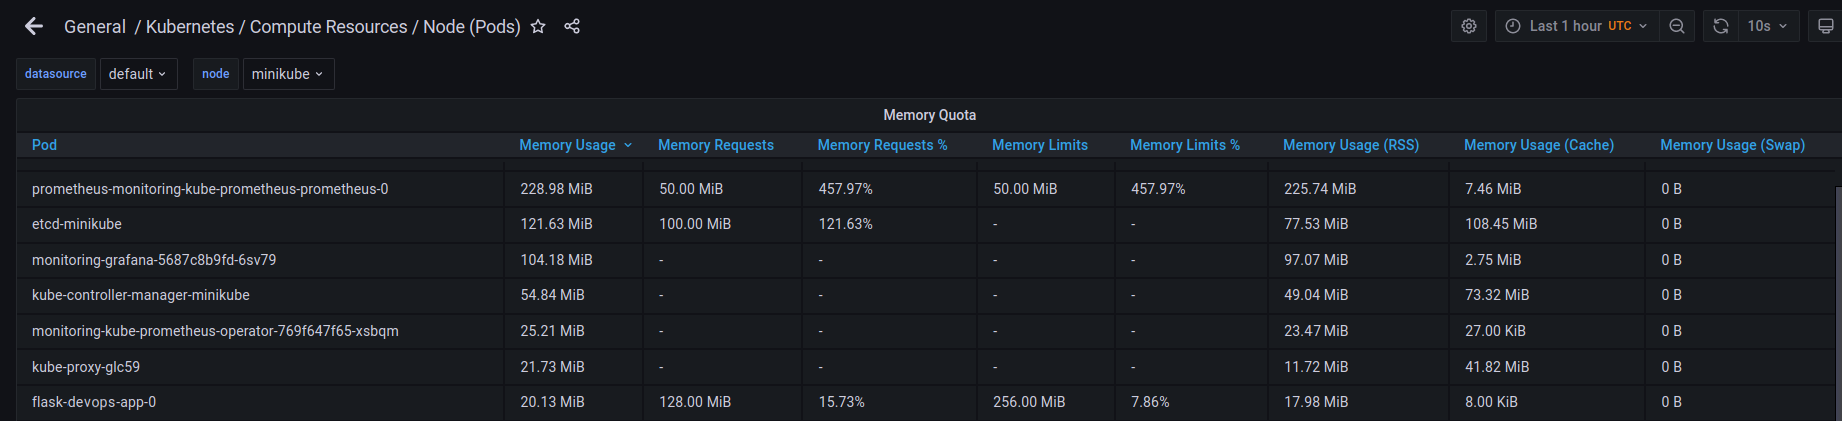 General / Kubernetes / Compute Resources / Node (Pods)
Last 1 hour UTC 10s
datasource default node minikube
Memory Quota
Pod Memory Usage Memory Requests Memory Requests % Memory Limits Memory Limits % Memory Usage (RSS) Memory Usage (Cache) Memory Usage (Swap)
prometheus-monitoring-kube-prometheus-prometheus-0 228.98 MiB 50.00 MiB 457.97% 50.00 MiB 457.97% 225.74 MiB 7.46 MiB 0 B
etcd-minikube 121.63 MiB 100.00 MiB 121.63% - - 77.53 MiB 108.45 MiB 0 B
monitoring-grafana-5687c8b9fd-6sv79 104.18 MiB - - - - 97.07 MiB 2.75 MiB 0 B
kube-controller-manager-minikube 54.84 MiB - - - - 49.04 MiB 73.32 MiB 0 B
monitoring-kube-prometheus-operator-769f647f65-xsbqm 25.21 MiB - - - - 23.47 MiB 27.00 KiB 0 B
kube-proxy-glc59 21.73 MiB - - - - 11.72 MiB 41.82 MiB 0 B
flask-devops-app-0 20.13 MiB 128.00 MiB 15.73% 256.00 MiB 7.86% 17.98 MiB 8.00 KiB 0 B